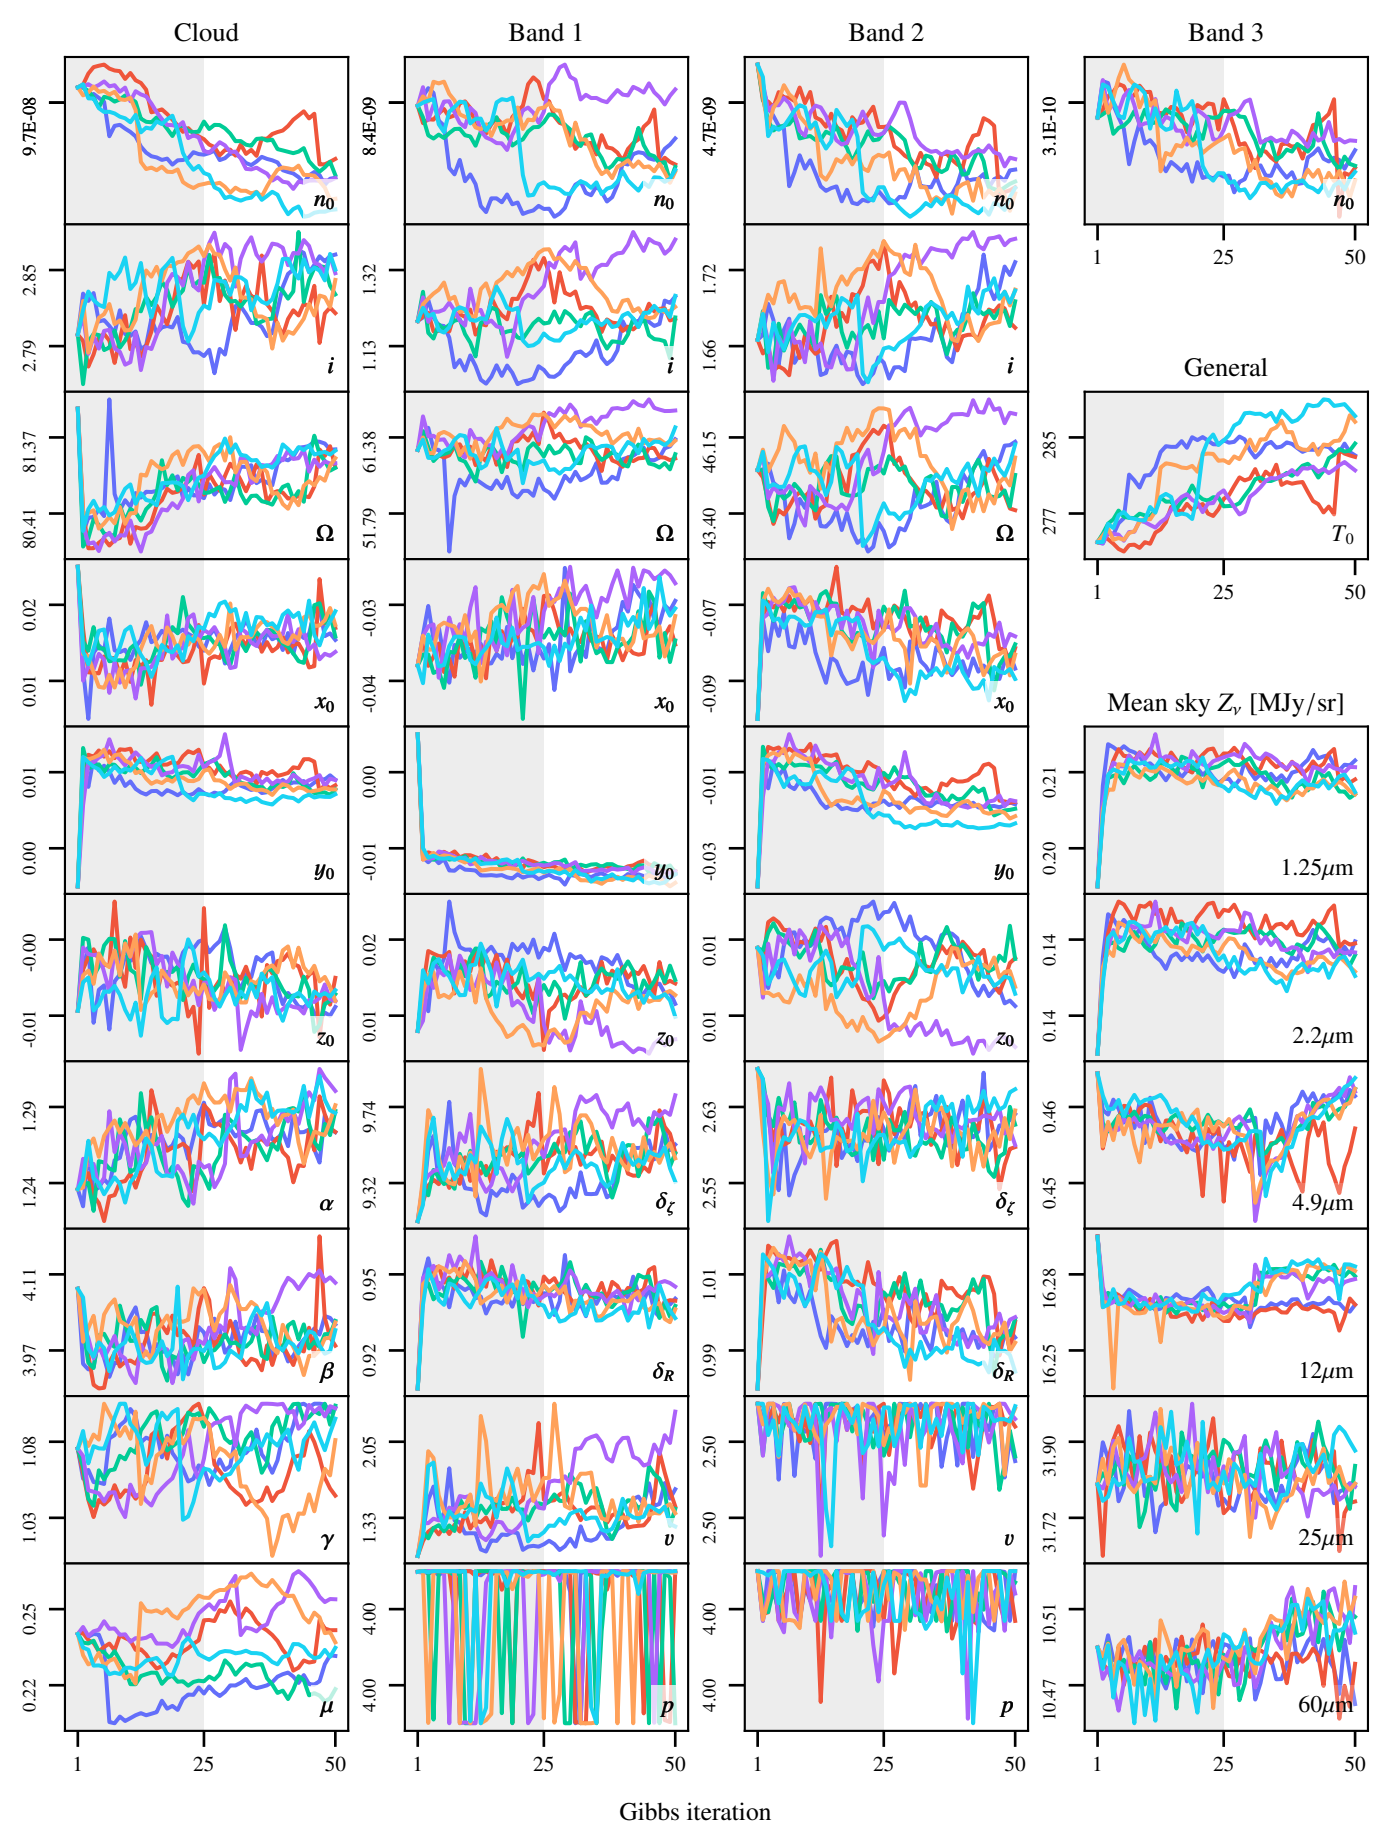 Cloud Band 1 Band 2 Band 3
9.7E-08 n₀ 8.4E-09 n₀ 4.7E-09 n₀ 3.1E-10 n₀
1 25 50
2.85 2.79 i 1.32 1.13 i 1.72 1.66 i
General
81.37 80.41 Ω 61.38 51.79 Ω 46.15 43.40 Ω 285 277 T₀
1 25 50
0.02 0.01 x₀ -0.03 -0.04 x₀ -0.07 -0.09 x₀
Mean sky Zν [MJy/sr]
0.01 0.00 y₀ 0.00 -0.01 y₀ -0.01 -0.03 y₀ 0.21 0.20 1.25μm
-0.00 -0.01 z₀ 0.02 0.01 z₀ 0.01 0.01 z₀ 0.14 0.14 2.2μm
1.29 1.24 α 9.74 9.32 δζ 2.63 2.55 δζ 0.46 0.45 4.9μm
4.11 3.97 β 0.95 0.92 δR 1.01 0.99 δR 16.28 16.25 12μm
1.08 1.03 γ 2.05 1.33 v 2.50 2.50 v 31.90 31.72 25μm
0.25 0.22 μ 4.00 4.00 p 4.00 4.00 p 10.51 10.47 60μm
1 25 50 1 25 50 1 25 50 1 25 50
Gibbs iteration